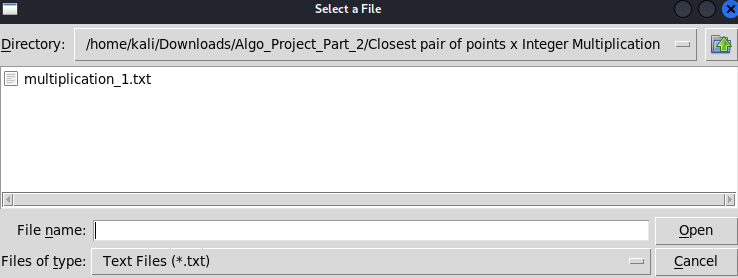 Select a File
Directory: /home/kali/Downloads/Algo_Project_Part_2/Closest pair of points x Integer Multiplication
multiplication_1.txt
File name: Open
Files of type: Text Files (*.txt) Cancel